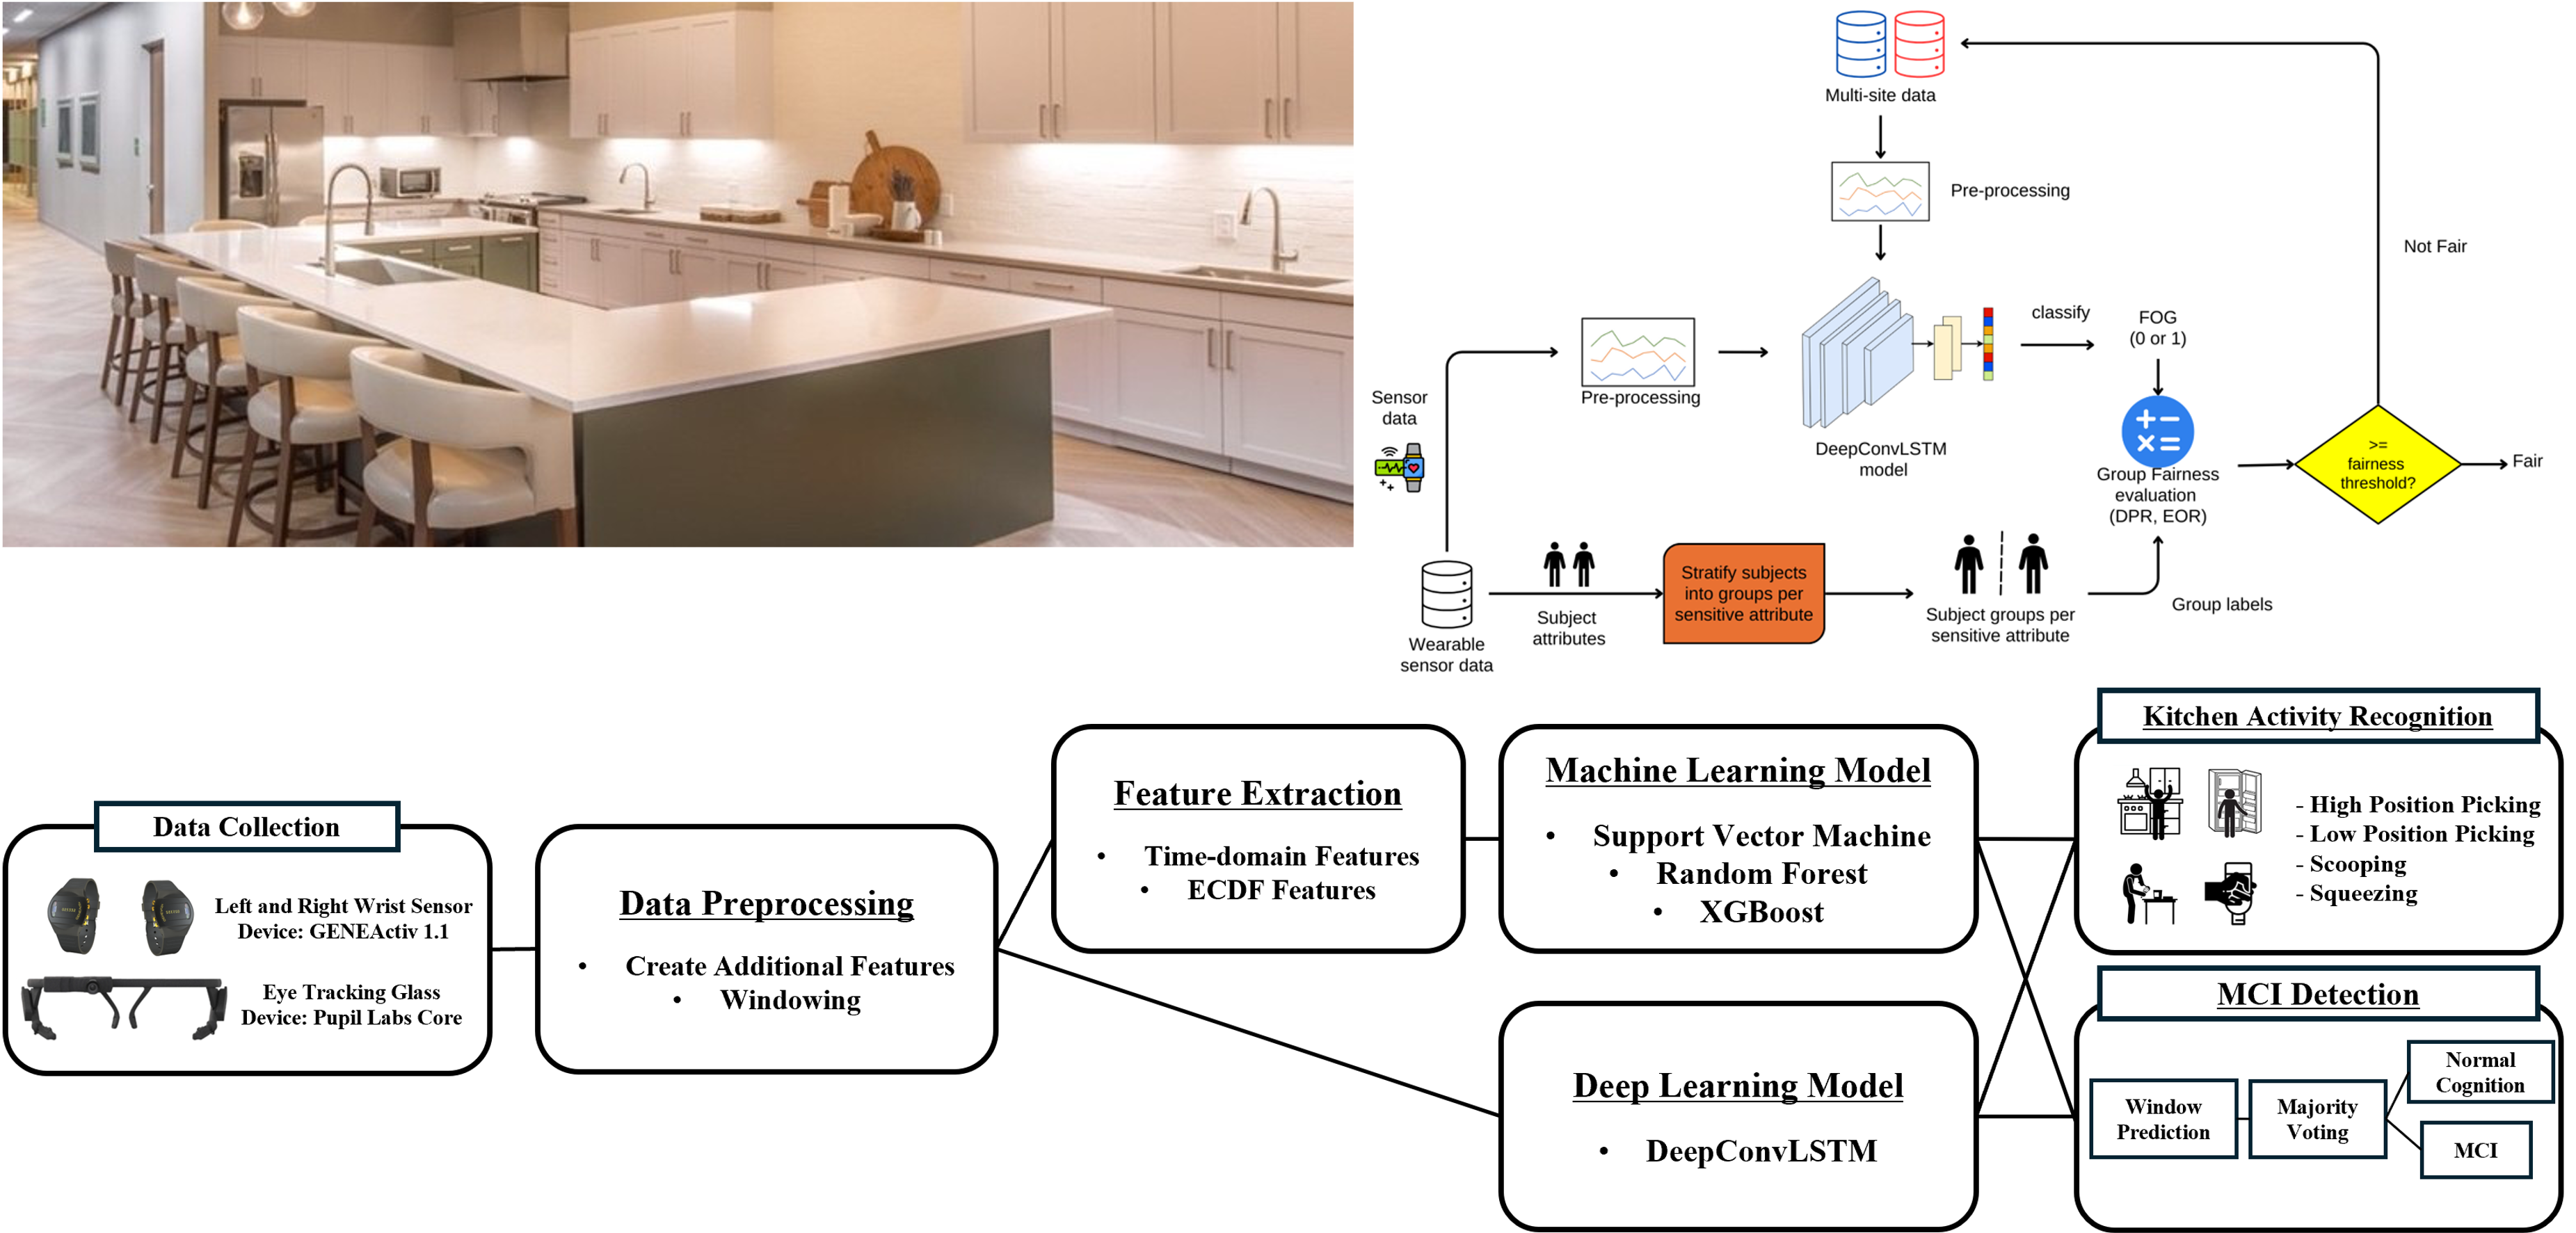 Multi-site data
Pre-processing
Not Fair
classify
FOG
(0 or 1)
Pre-processing
Sensor
data
DeepConvLSTM
model
>=
fairness
threshold?
Fair
Group Fairness
evaluation
(DPR, EOR)
Stratify subjects
into groups per
sensitive attribute
Subject
attributes
Subject groups per
sensitive attribute
Group labels
Wearable
sensor data
Data Collection
Left and Right Wrist Sensor
Device: GENEActiv 1.1
Eye Tracking Glass
Device: Pupil Labs Core
Data Preprocessing
• Create Additional Features
• Windowing
Feature Extraction
• Time-domain Features
• ECDF Features
Machine Learning Model
• Support Vector Machine
• Random Forest
• XGBoost
Deep Learning Model
• DeepConvLSTM
Kitchen Activity Recognition
- High Position Picking
- Low Position Picking
- Scooping
- Squeezing
MCI Detection
Window
Prediction
Majority
Voting
Normal
Cognition
MCI